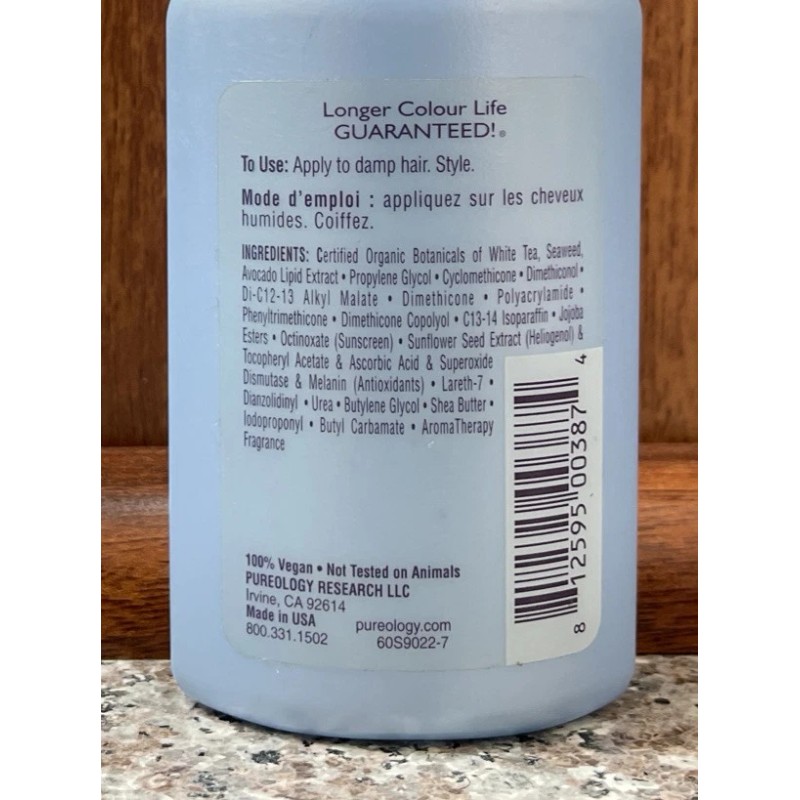 Longer Colour Life
GUARANTEED!®
To Use: Apply to damp hair. Style.
Mode d'emploi : appliquez sur les cheveux
humides. Coiffez.
INGREDIENTS: Certified Organic Botanicals of White Tea, Seaweed,
Avocado Lipid Extract • Propylene Glycol • Cyclomethicone • Dimethiconol •
Di-C12-13 Alkyl Malate • Dimethicone • Polyacrylamide •
Phenyltrimethicone • Dimethicone Copolyol • C13-14 Isoparaffin • Jojoba
Esters • Octinoxate (Sunscreen) • Sunflower Seed Extract (Heliogenol) &
Tocopheryl Acetate & Ascorbic Acid & Superoxide
Dismutase & Melanin (Antioxidants) • Lareth-7 •
Dianzolidinyl • Urea • Butylene Glycol • Shea Butter •
Iodoproponyl • Butyl Carbamate • AromaTherapy
Fragrance
100% Vegan • Not Tested on Animals
PUREOLOGY RESEARCH LLC
Irvine, CA 92614
Made in USA
800.331.1502 pureology.com
60S9022-7
8 12595 00387 4